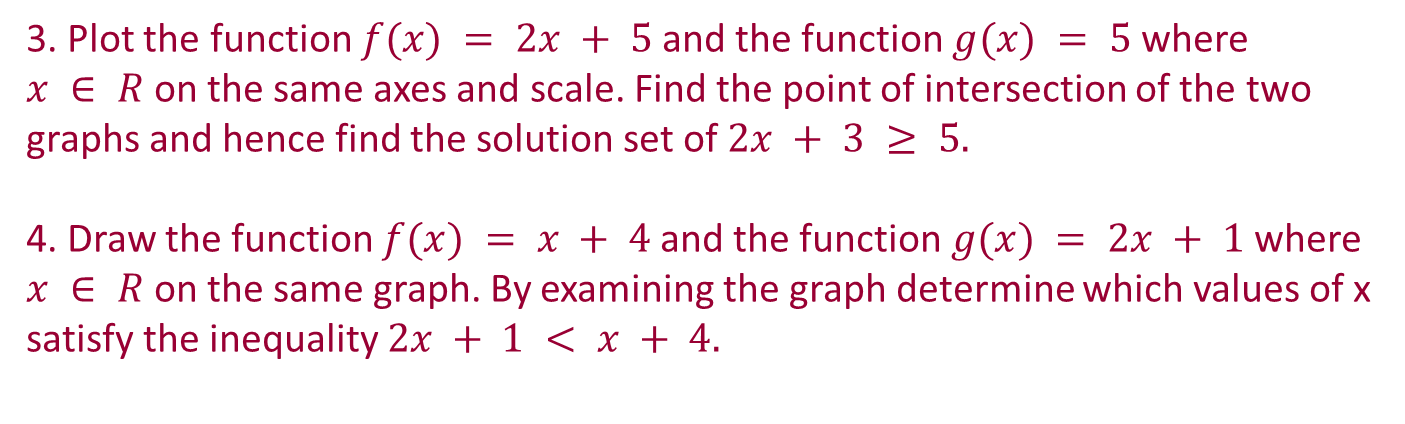 3. Plot the function f(x) = 2x + 5 and the function g(x) = 5 where
x ∈ R on the same axes and scale. Find the point of intersection of the two
graphs and hence find the solution set of 2x + 3 ≥ 5.
4. Draw the function f(x) = x + 4 and the function g(x) = 2x + 1 where
x ∈ R on the same graph. By examining the graph determine which values of x
satisfy the inequality 2x + 1 < x + 4.